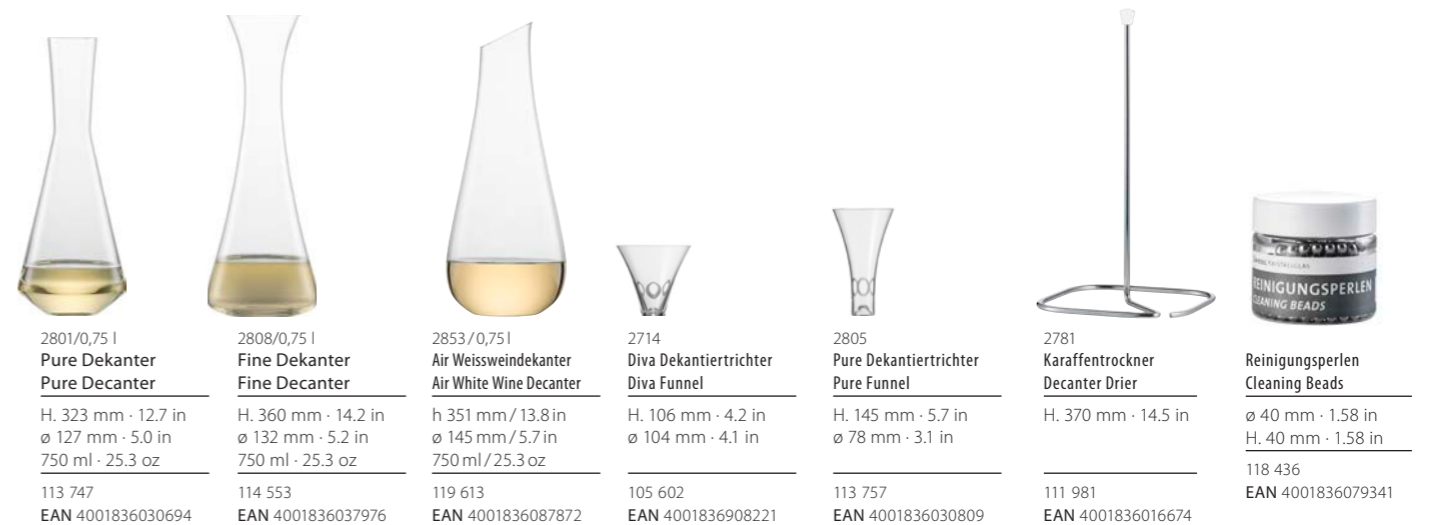 REINIGUNGSPERLEN
CLEANING BEADS
2801/0,75 l
Pure Dekanter
Pure Decanter
H. 323 mm · 12.7 in
ø 127 mm · 5.0 in
750 ml · 25.3 oz
113 747
EAN 4001836030694
2808/0,75 l
Fine Dekanter
Fine Decanter
H. 360 mm · 14.2 in
ø 132 mm · 5.2 in
750 ml · 25.3 oz
114 553
EAN 4001836037976
2853/0,75 l
Air Weissweindekanter
Air White Wine Decanter
h 351 mm / 13.8 in
ø 145 mm / 5.7 in
750 ml / 25.3 oz
119 613
EAN 4001836087872
2714
Diva Dekantiertrichter
Diva Funnel
H. 106 mm · 4.2 in
ø 104 mm · 4.1 in
105 602
EAN 4001836908221
2805
Pure Dekantiertrichter
Pure Funnel
H. 145 mm · 5.7 in
ø 78 mm · 3.1 in
113 757
EAN 4001836030809
2781
Karaffentrockner
Decanter Drier
H. 370 mm · 14.5 in
111 981
EAN 4001836016674
Reinigungsperlen
Cleaning Beads
ø 40 mm · 1.58 in
H. 40 mm · 1.58 in
118 436
EAN 4001836079341